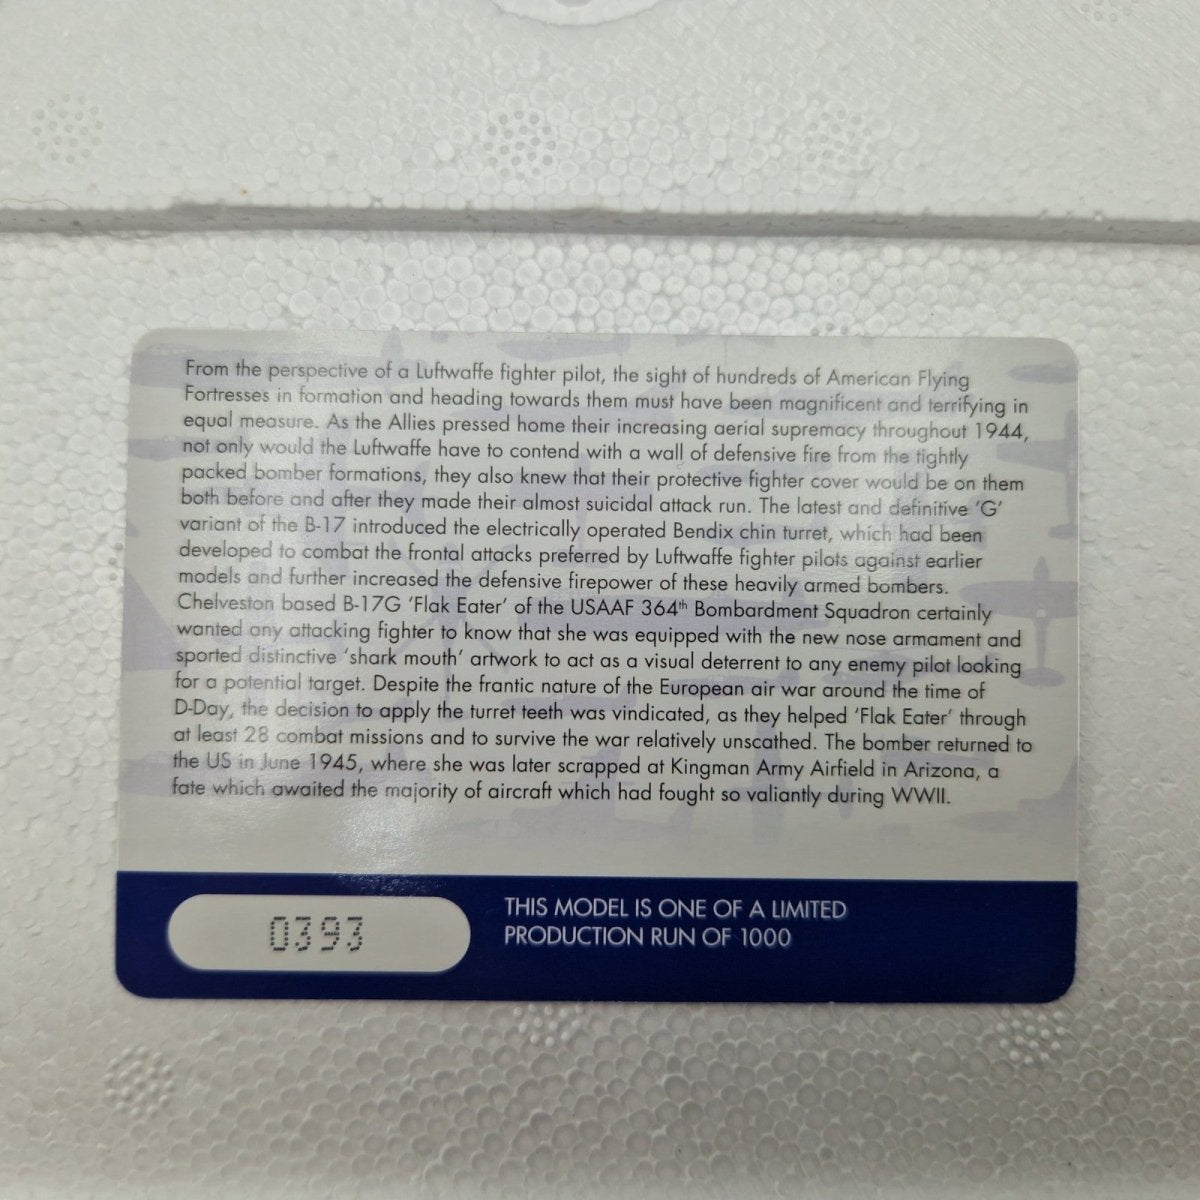 From the perspective of a Luftwaffe fighter pilot, the sight of hundreds of American Flying
Fortresses in formation and heading towards them must have been magnificent and terrifying in
equal measure. As the Allies pressed home their increasing aerial supremacy throughout 1944,
not only would the Luftwaffe have to contend with a wall of defensive fire from the tightly
packed bomber formations, they also knew that their protective fighter cover would be on them
both before and after they made their almost suicidal attack run. The latest and definitive ‘G’
variant of the B-17 introduced the electrically operated Bendix chin turret, which had been
developed to combat the frontal attacks preferred by Luftwaffe fighter pilots against earlier
models and further increased the defensive firepower of these heavily armed bombers.
Chelveston based B-17G ‘Flak Eater’ of the USAAF 364th Bombardment Squadron certainly
wanted any attacking fighter to know that she was equipped with the new nose armament and
sported distinctive ‘shark mouth’ artwork to act as a visual deterrent to any enemy pilot looking
for a potential target. Despite the frantic nature of the European air war around the time of
D-Day, the decision to apply the turret teeth was vindicated, as they helped ‘Flak Eater’ through
at least 28 combat missions and to survive the war relatively unscathed. The bomber returned to
the US in June 1945, where she was later scrapped at Kingman Army Airfield in Arizona, a
fate which awaited the majority of aircraft which had fought so valiantly during WWII.
0393
THIS MODEL IS ONE OF A LIMITED
PRODUCTION RUN OF 1000